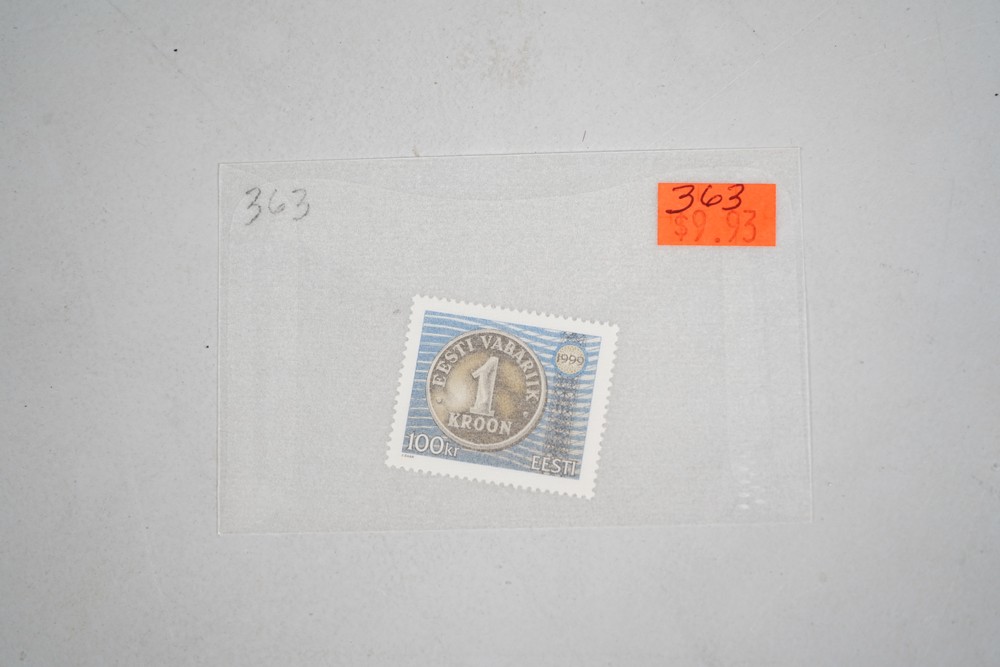 363
363
$9.93
EESTI VABARIIK
1999
1
KROON
100kr
EESTI